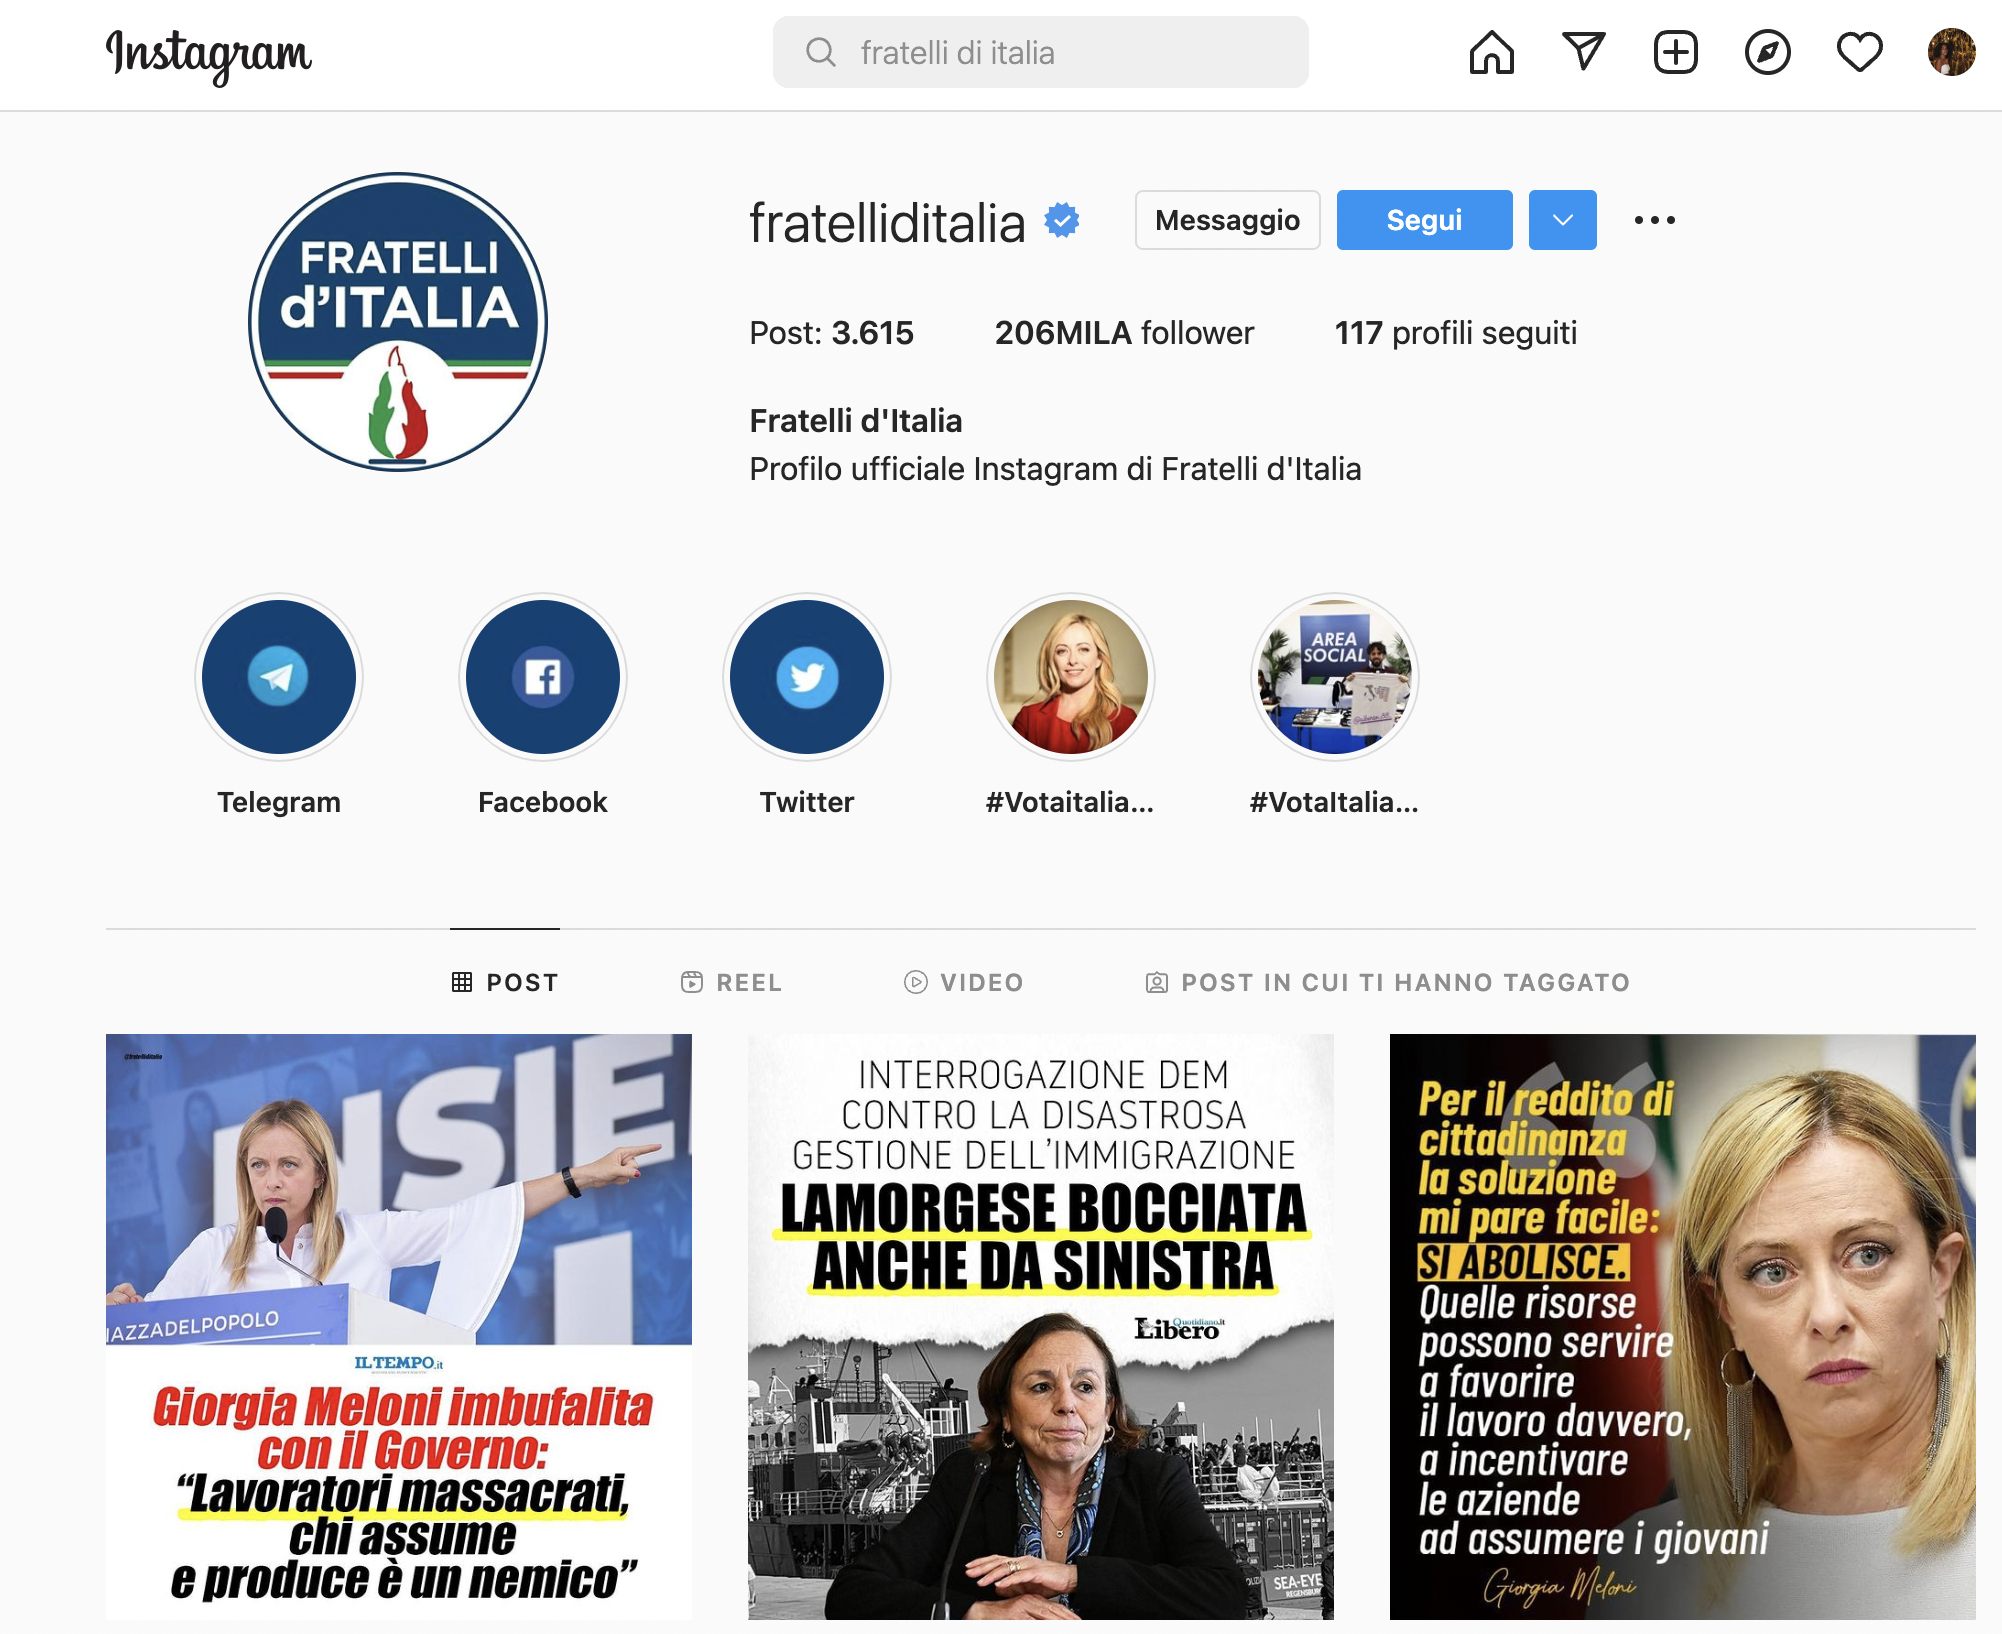 Instagram
fratelli di italia
FRATELLI
d'ITALIA
fratelliditalia
Messaggio
Segui
Post: 3.615
206MILA follower
117 profili seguiti
Fratelli d'Italia
Profilo ufficiale Instagram di Fratelli d'Italia
AREA
SOCIAL
Telegram
Facebook
Twitter
#Votaitalia...
#VotaItalia...
POST
REEL
VIDEO
POST IN CUI TI HANNO TAGGATO
@fratelliditalia
INSIE
IAZZADELPOPOLO
IL TEMPO.it
Giorgia Meloni imbufalita
con il Governo:
“Lavoratori massacrati,
chi assume
e produce è un nemico”
INTERROGAZIONE DEM
CONTRO LA DISASTROSA
GESTIONE DELL'IMMIGRAZIONE
LAMORGESE BOCCIATA
ANCHE DA SINISTRA
Libero
Quotidiano.it
SEA-EYE
REGENSBURG
Per il reddito di
cittadinanza
la soluzione
mi pare facile:
SI ABOLISCE.
Quelle risorse
possono servire
a favorire
il lavoro davvero,
a incentivare
le aziende
ad assumere i giovani
Giorgia Meloni